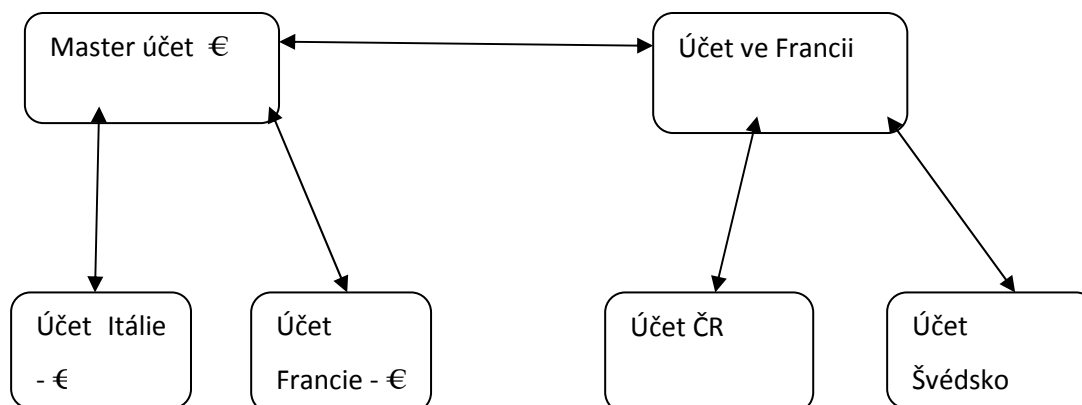 Master účet €
Účet ve Francii
Účet Itálie
- €
Účet
Francie - €
Účet ČR
Účet
Švédsko